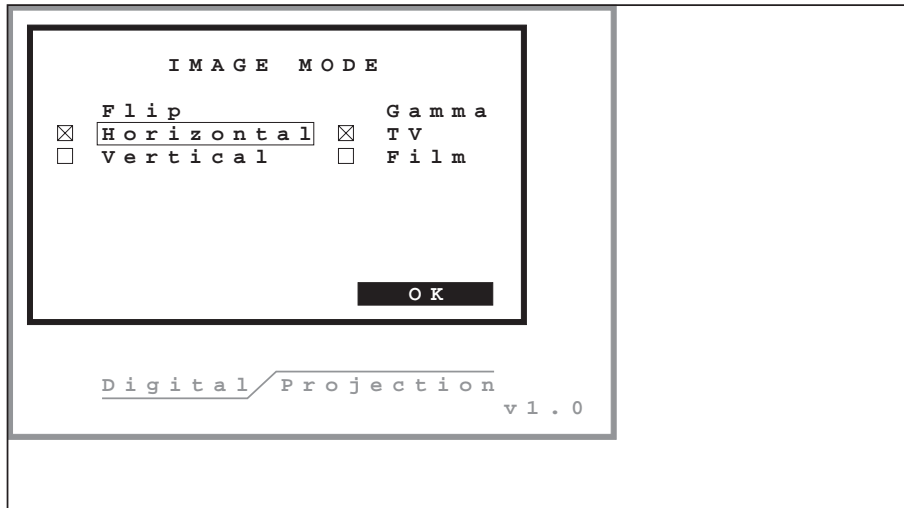 IMAGE MODE
Flip Gamma
Horizontal TV
Vertical Film
OK
Digital Projection
v1.0